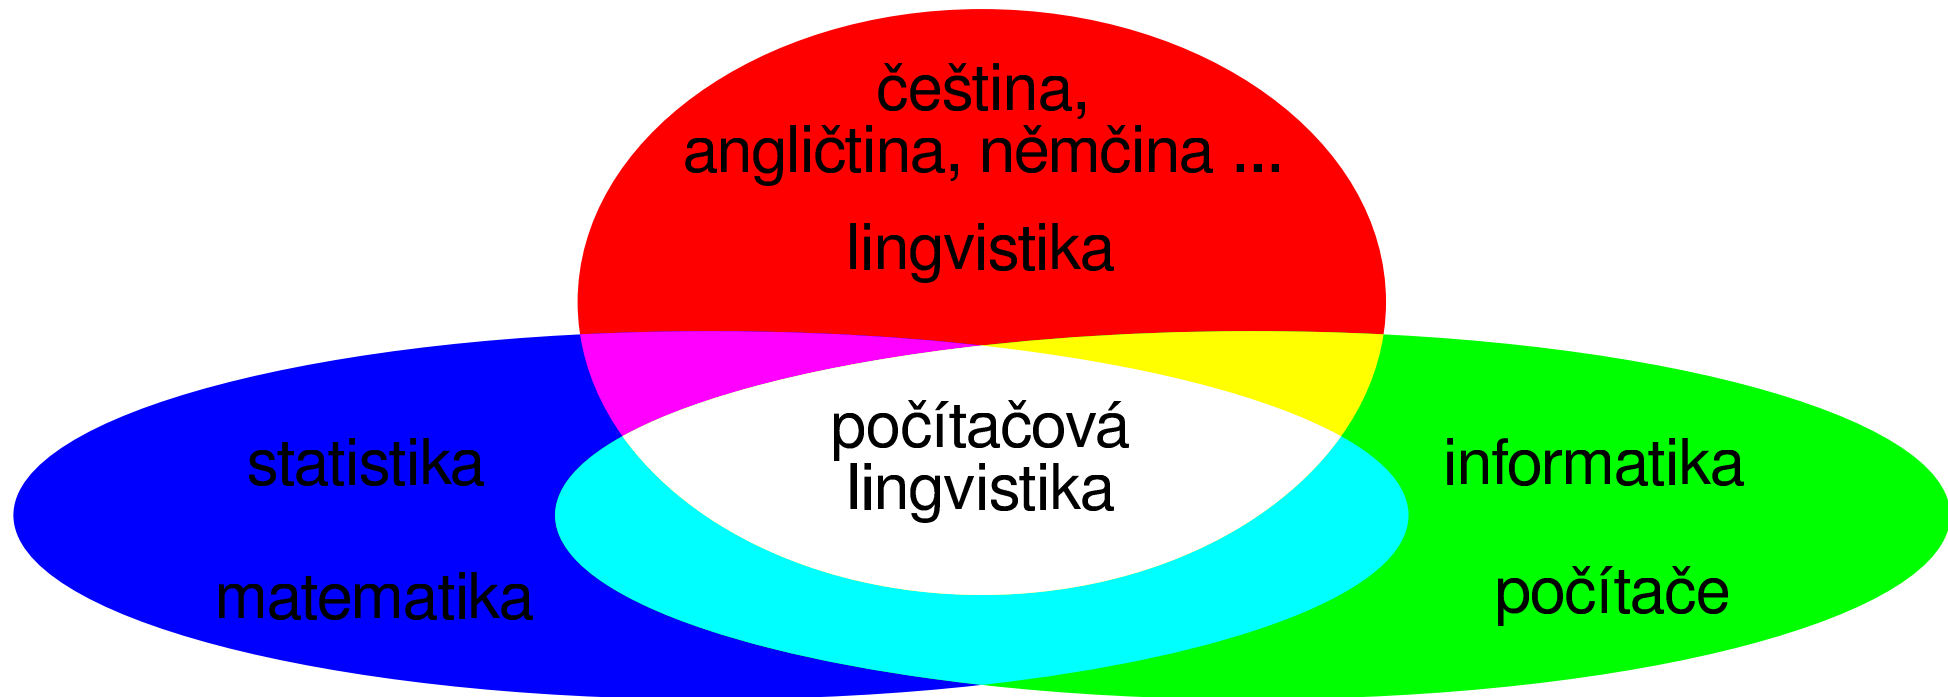 čeština,
angličtina, němčina ...
lingvistika
počítačová
lingvistika
statistika
matematika
informatika
počítače